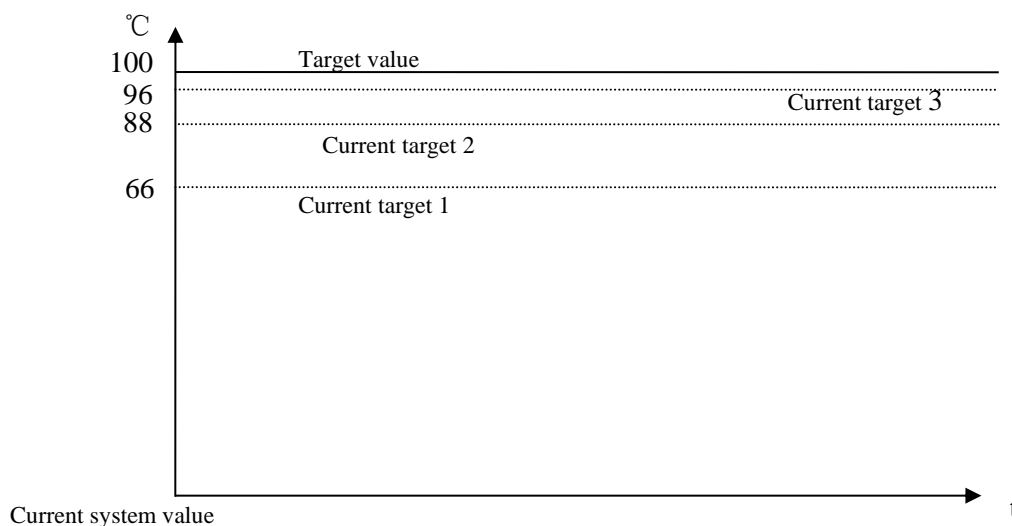 ℃
100
Target value
96
Current target 3
88
Current target 2
66
Current target 1
Current system value
t